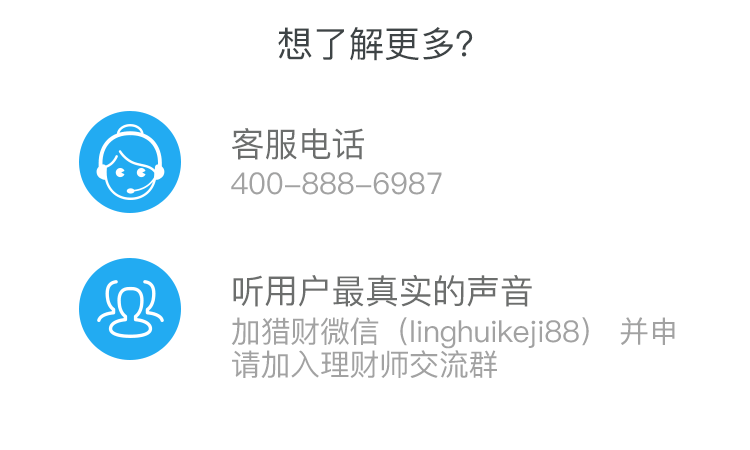 想了解更多?
客服电话
400-888-6987
听用户最真实的声音
加猎财微信（linghuikeji88） 并申
请加入理财师交流群